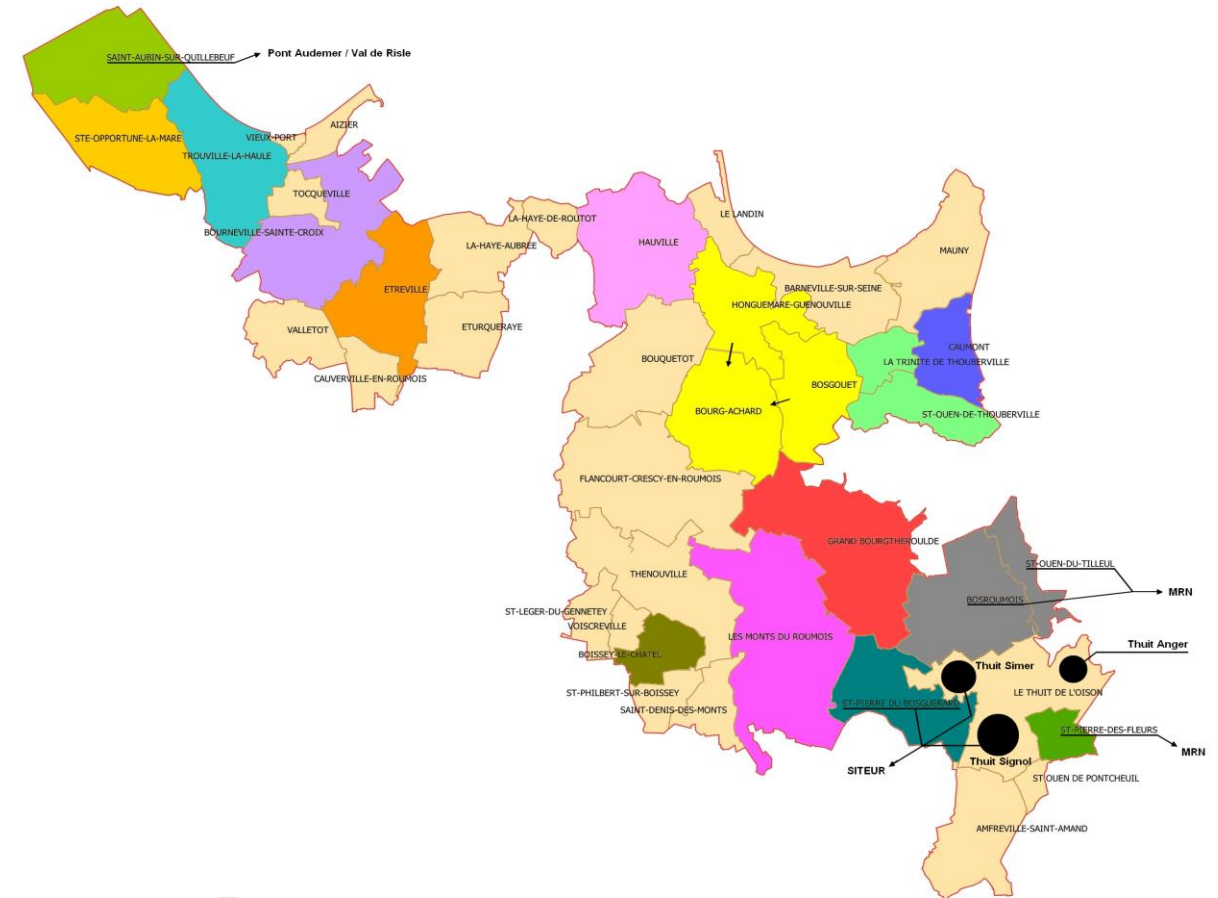 Pont Audemer / Val de Risle
SAINT-AUBIN-SUR-QUILLEBEUF
AIZIER
STE-OPPORTUNE-LA-MARE
VIEUX-PORT
TROUVILLE-LA-HAULE
TOCQUEVILLE
LE LANDIN
LA-HAYE-DE-ROUTOT
BOURNEVILLE-SAINTE-CROIX
HAUVILLE
LA-HAYE-AUBREE
MAUNY
ETREVILLE
BARNEVILLE-SUR-SEINE
HONGUEMARE-GUENOUVILLE
VALLETOT
ETURQUERAYE
CAUMONT
BOUQUETOT
LA TRINITE DE THOUBERVILLE
CAUVERVILLE-EN-ROUMOIS
BOSGOUET
BOURG-ACHARD
ST-OUEN-DE-THOUBERVILLE
FLANCOURT-CRESCY-EN-ROUMOIS
GRAND BOURGTHEROULDE
ST-OUEN-DU-TILLEUL
THENOUVILLE
MRN
BOSROUMOIS
ST-LEGER-DU-GENNETEY
VOISCREVILLE
LES MONTS DU ROUMOIS
Thuit Anger
BOISSEY-LE-CHATEL
Thuit Simer
ST-PHILBERT-SUR-BOISSEY
LE THUIT DE L'OISON
ST-PIERRE DU BOSGUERARD
SAINT-DENIS-DES-MONTS
ST-PIERRE-DES-FLEURS
MRN
Thuit Signol
SITEUR
ST OUEN DE PONTCHEUIL
AMFREVILLE-SAINT-AMAND